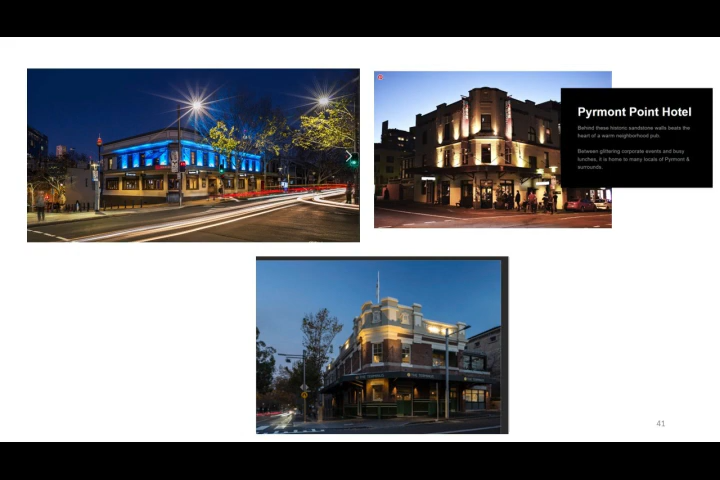 Pyrmont Point Hotel
Behind these historic sandstone walls beats the
heart of a warm neighborhood pub.
Between glittering corporate events and busy
lunches, it is home to many locals of Pyrmont &
surrounds.
41